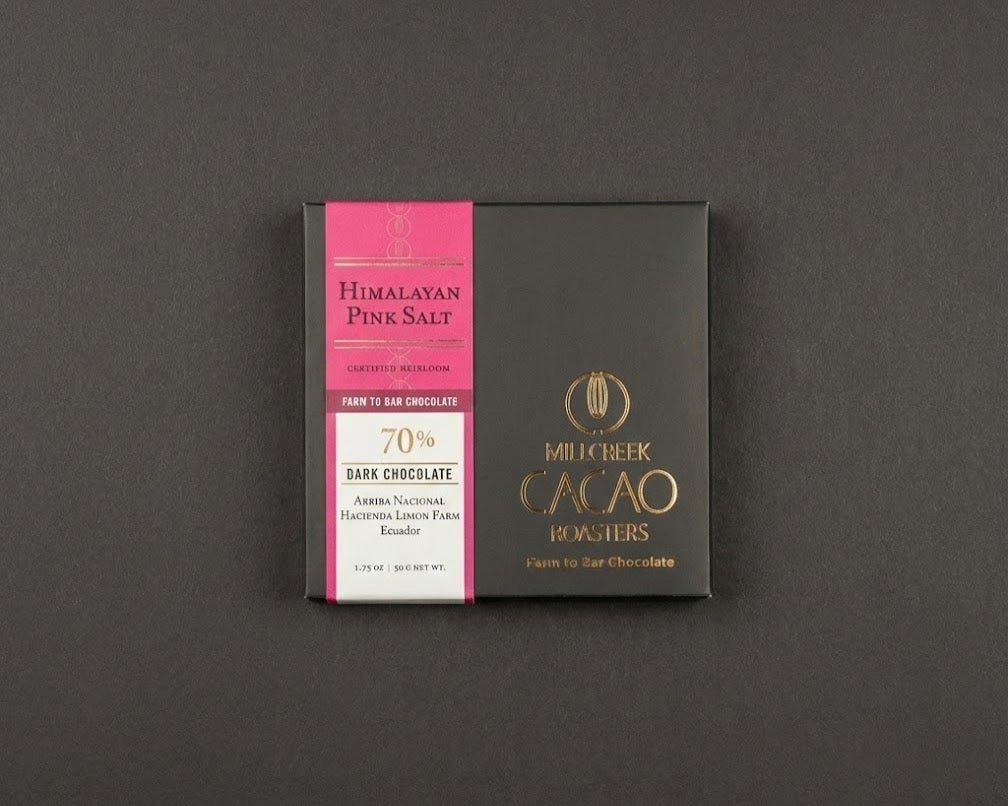 HIMALAYAN
PINK SALT
CERTIFIED HEIRLOOM
FARM TO BAR CHOCOLATE
70%
DARK CHOCOLATE
ARRIBA NACIONAL
HACIENDA LIMON FARM
Ecuador
1.75 OZ | 50 G NET WT.
MILLCREEK
CACAO
ROASTERS
Farm to Bar Chocolate